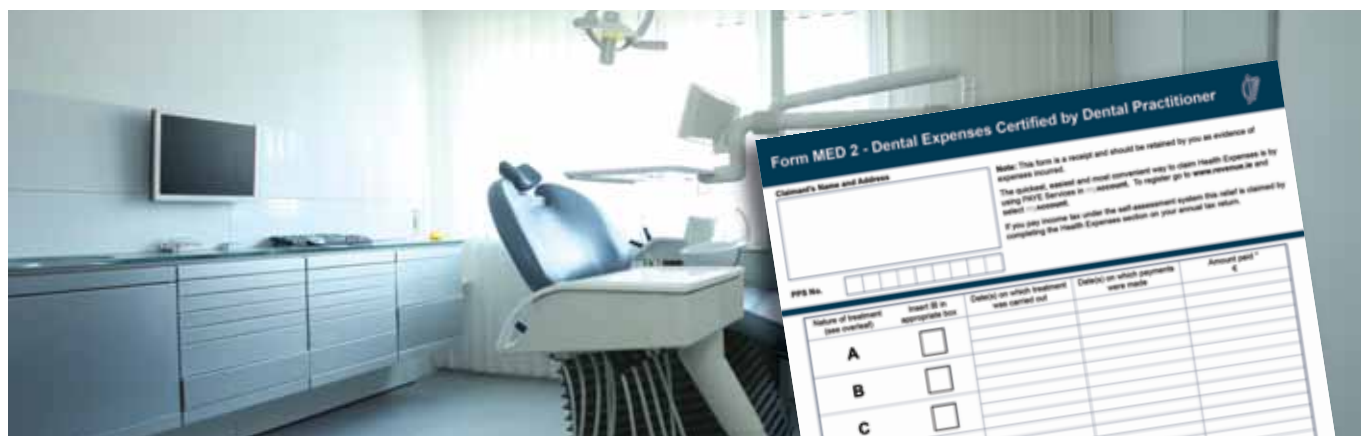 Form MED 2 - Dental Expenses Certified by Dental Practitioner
Claimant's Name and Address
Note: This form is a receipt and should be retained by you as evidence of
expenses incurred.
The quickest, easiest and most convenient way to claim Health Expenses is by
using PAYE Services in account. To register go to www.revenue.ie and
select account.
If you pay income tax under the self-assessment system this relief is claimed by
completing the Health Expenses section on your annual tax return.
PPS No.
Nature of treatment
(see overleaf)
Insert in
appropriate box
Date(s) on which treatment
was carried out
Date(s) on which payments
were made
Amount paid *
€
A
B
C